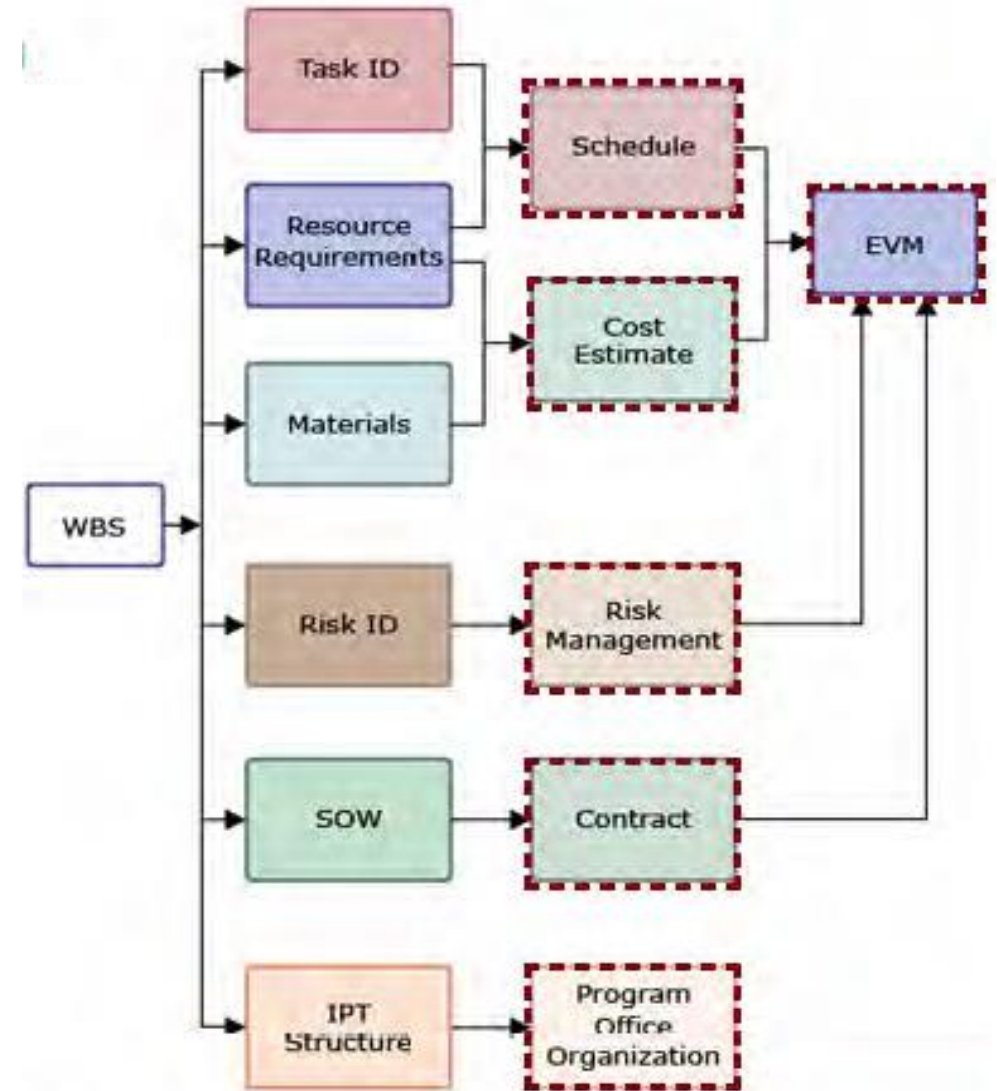 Task ID
Schedule
Resource
Requirements
EVM
Cost
Estimate
Materials
WBS
Risk ID
Risk
Management
SOW
Contract
IPT
Structure
Program
Office
Organization